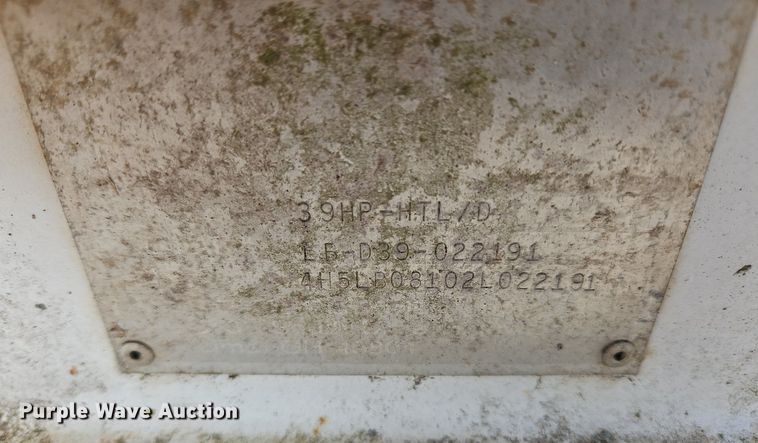 39HP-HTL/D
LB-D39-022191
4H5LB08102L022191
Purple Wave Auction